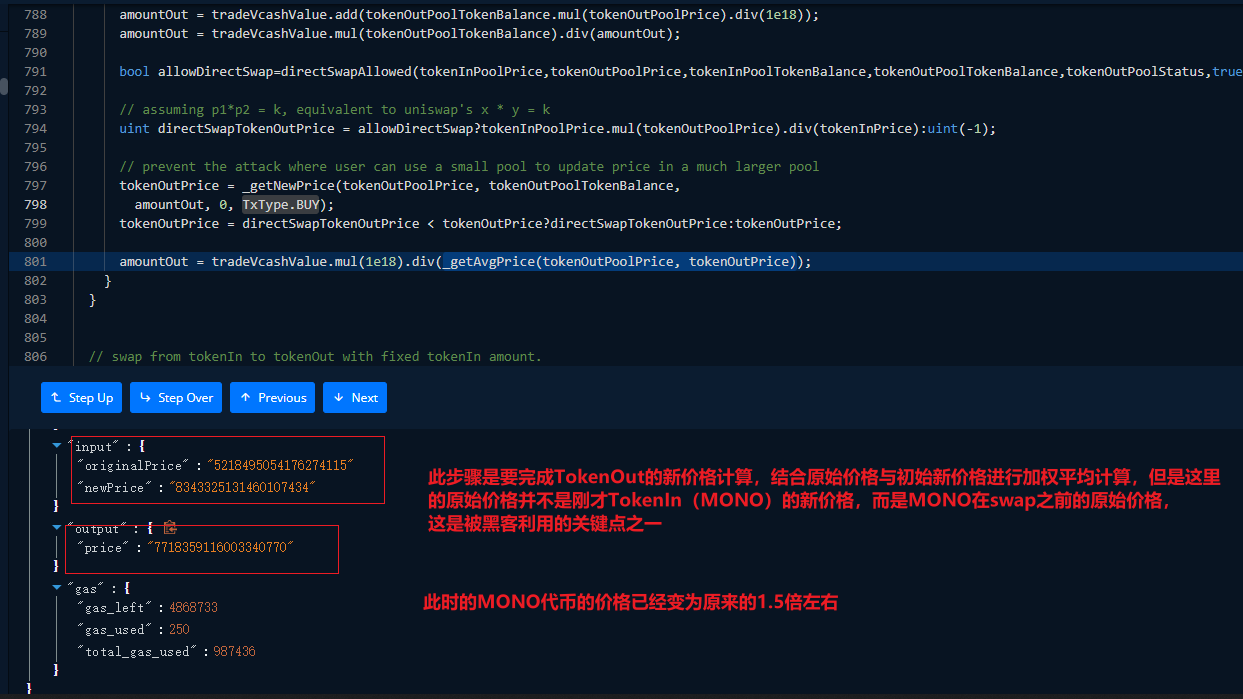 788 amountOut = tradeVcashValue.add(tokenOutPoolTokenBalance.mul(tokenOutPoolPrice).div(1e18));
789 amountOut = tradeVcashValue.mul(tokenOutPoolTokenBalance).div(amountOut);
790
791 bool allowDirectSwap=directSwapAllowed(tokenInPoolPrice,tokenOutPoolPrice,tokenInPoolTokenBalance,tokenOutPoolTokenBalance,tokenOutPoolStatus,true
792
793 // assuming p1*p2 = k, equivalent to uniswap's x * y = k
794 uint directSwapTokenOutPrice = allowDirectSwap?tokenInPoolPrice.mul(tokenOutPoolPrice).div(tokenInPrice):uint(-1);
795
796 // prevent the attack where user can use a small pool to update price in a much larger pool
797 tokenOutPrice = _getNewPrice(tokenOutPoolPrice, tokenOutPoolTokenBalance,
798 amountOut, 0, TxType.BUY);
799 tokenOutPrice = directSwapTokenOutPrice < tokenOutPrice?directSwapTokenOutPrice:tokenOutPrice;
800
801 amountOut = tradeVcashValue.mul(1e18).div(_getAvgPrice(tokenOutPoolPrice, tokenOutPrice));
802 }
803 }
804
805
806 // swap from tokenIn to tokenOut with fixed tokenIn amount.
Step Up Step Over Previous Next
"input" : {
"originalPrice" : "5218495054176274115"
"newPrice" : "8343325131460107434"
}
"output" : {
"price" : "7718359116003340770"
}
"gas" : {
"gas_left" : 4868733
"gas_used" : 250
"total_gas_used" : 987436
}
}
此步骤是要完成TokenOut的新价格计算，结合原始价格与初始新价格进行加权平均计算，但是这里
的原始价格并不是刚才TokenIn（MONO）的新价格，而是MONO在swap之前的原始价格，
这是被黑客利用的关键点之一
此时的MONO代币的价格已经变为原来的1.5倍左右